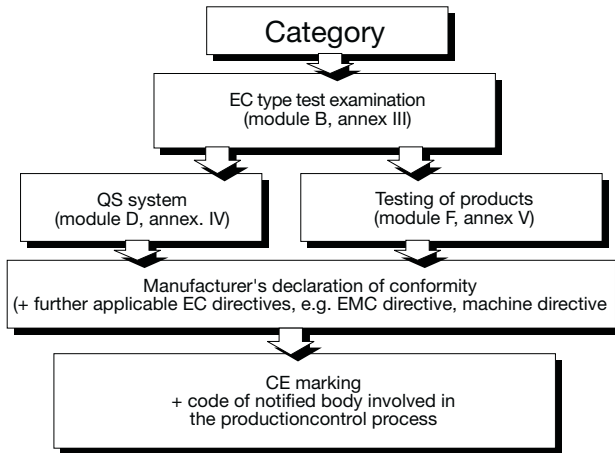 Category
EC type test examination
(module B, annex III)
QS system
(module D, annex. IV)
Testing of products
(module F, annex V)
Manufacturer's declaration of conformity
(+ further applicable EC directives, e.g. EMC directive, machine directive
CE marking
+ code of notified body involved in
the productioncontrol process